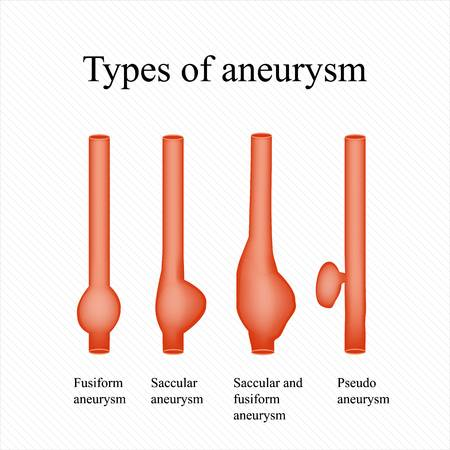 Types of aneurysm
Fusiform
aneurysm
Saccular
aneurysm
Saccular and
fusiform
aneurysm
Pseudo
aneurysm